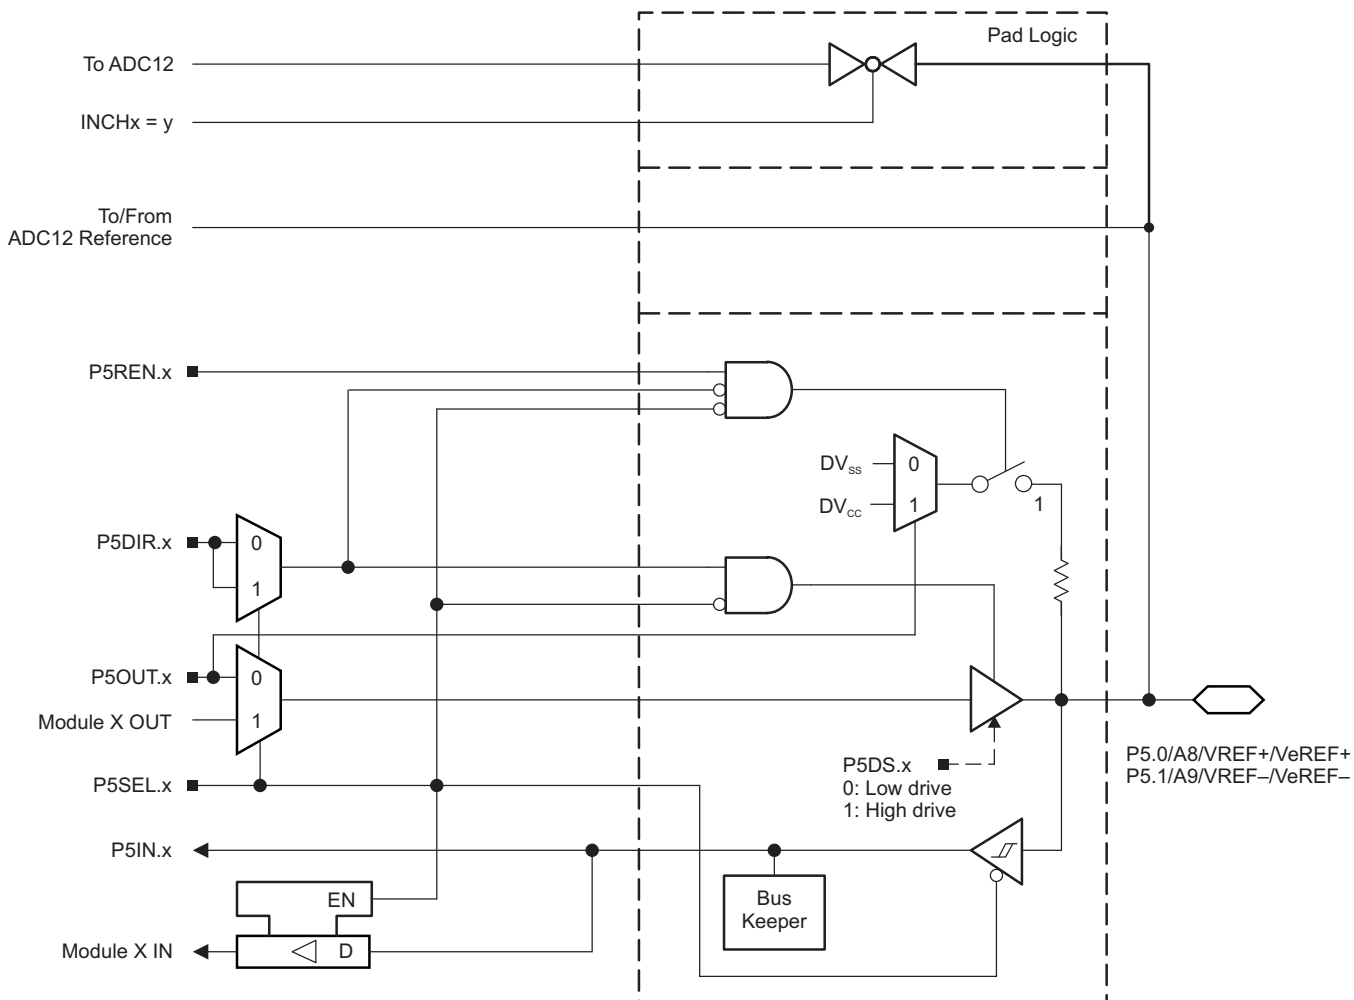 Pad Logic
To ADC12
INCHx = y
To/From
ADC12 Reference
P5REN.x
DVSS
0
DVCC
1
1
P5DIR.x
0
1
P5OUT.x
0
Module X OUT
1
P5DS.x
0: Low drive
1: High drive
P5.0/A8/VREF+/VeREF+
P5.1/A9/VREF–/VeREF–
P5SEL.x
P5IN.x
Bus
Keeper
EN
Module X IN
D